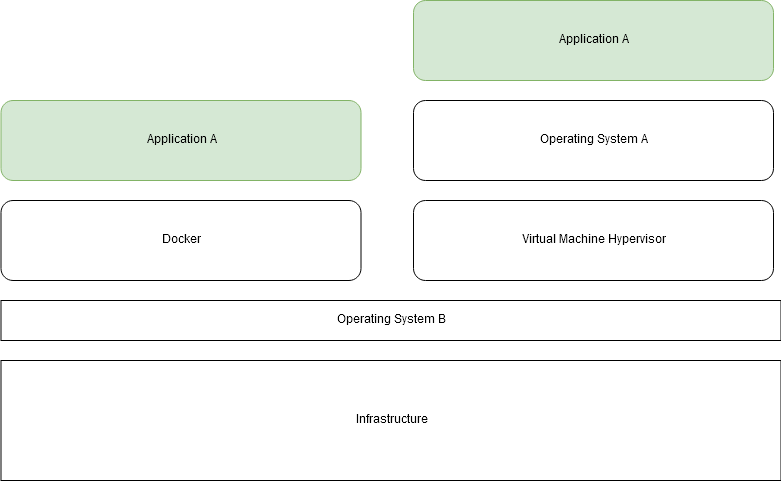 Application A
Application A
Operating System A
Docker
Virtual Machine Hypervisor
Operating System B
Infrastructure